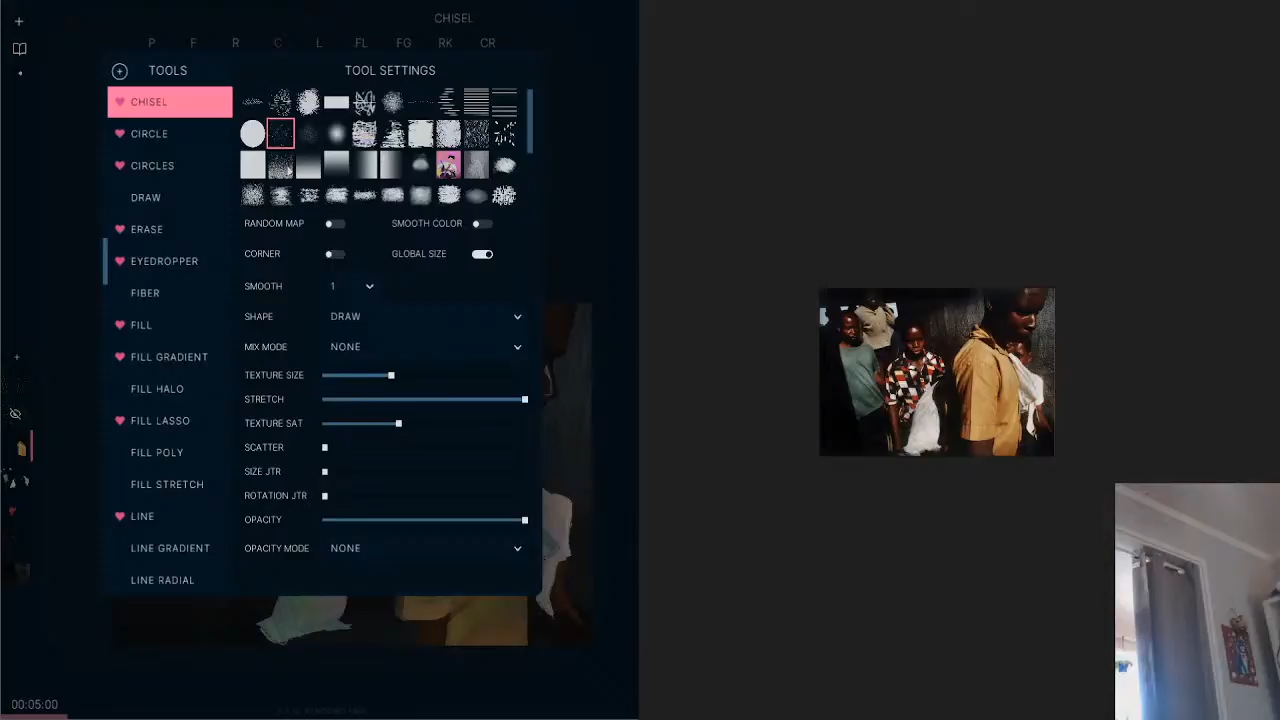 CHISEL
P F R C L FL FG RK CR
TOOLS
TOOL SETTINGS
CHISEL
CIRCLE
CIRCLES
DRAW
ERASE
EYEDROPPER
FIBER
FILL
FILL GRADIENT
FILL HALO
FILL LASSO
FILL POLY
FILL STRETCH
LINE
LINE GRADIENT
LINE RADIAL
RANDOM MAP
SMOOTH COLOR
CORNER
GLOBAL SIZE
SMOOTH 1
SHAPE DRAW
MIX MODE NONE
TEXTURE SIZE
STRETCH
TEXTURE SAT
SCATTER
SIZE JTR
ROTATION JTR
OPACITY
OPACITY MODE NONE
00:05:00